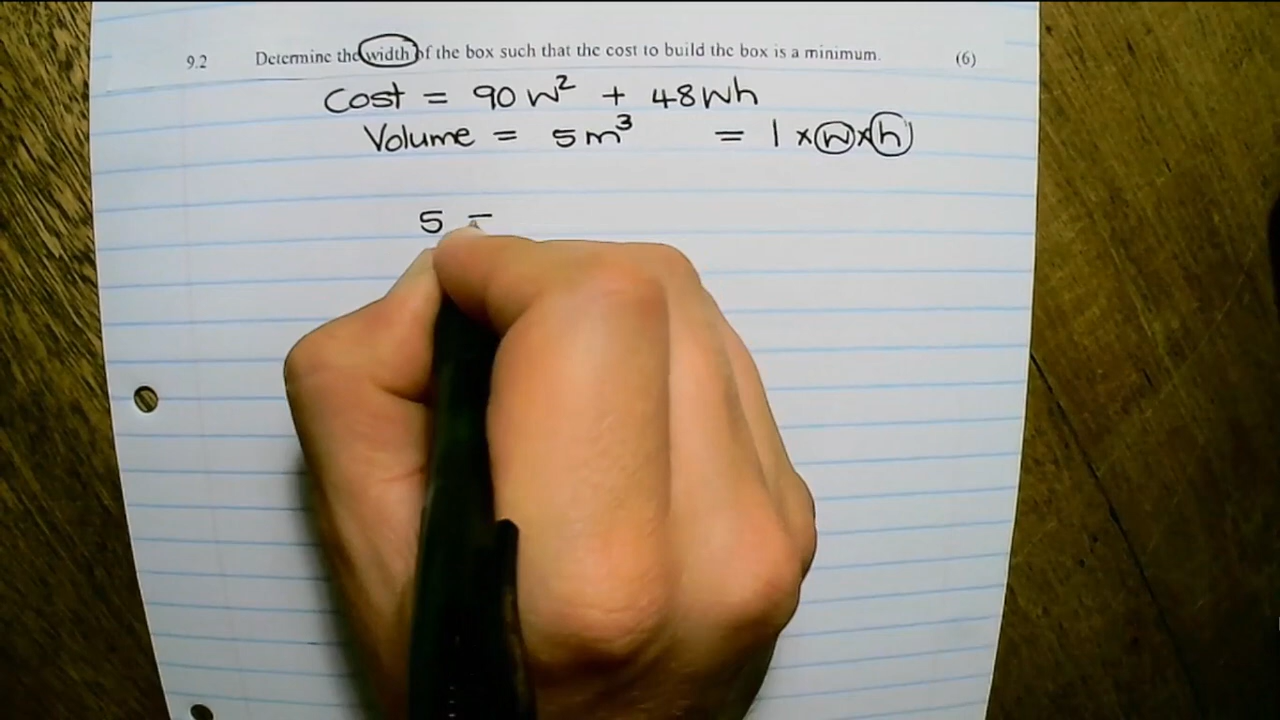 9.2 Determine the width of the box such that the cost to build the box is a minimum. (6)
Cost = 90w² + 48wh
Volume = 5m³ = l × w × h
5 =